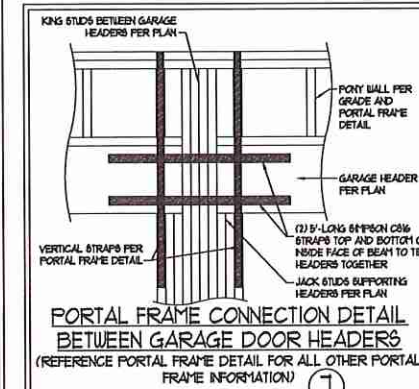 KING STUDS BETWEEN GARAGE
HEADERS PER PLAN
PONY WALL PER
GRADE AND
PORTAL FRAME
DETAIL
GARAGE HEADER
PER PLAN
(2) 5'-LONG SIMPSON CS16
STRAPS TOP AND BOTTOM O
INSIDE FACE OF BEAM TO TI
HEADERS TOGETHER
VERTICAL STRAPS PER
PORTAL FRAME DETAIL
JACK STUDS SUPPORTING
HEADERS PER PLAN
PORTAL FRAME CONNECTION DETAIL
BETWEEN GARAGE DOOR HEADERS
(REFERENCE PORTAL FRAME DETAIL FOR ALL OTHER PORTAL
FRAME INFORMATION)